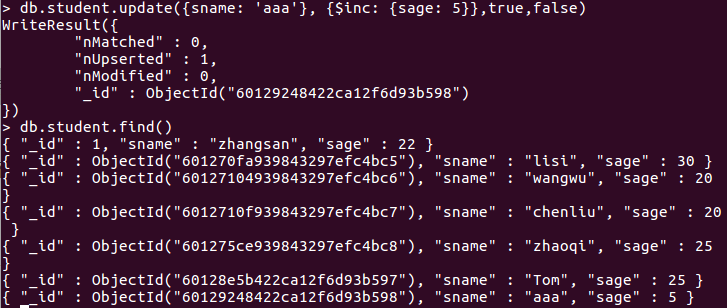 > db.student.update({sname: 'aaa'}, {$inc: {sage: 5}},true,false)
WriteResult({
        "nMatched" : 0,
        "nUpserted" : 1,
        "nModified" : 0,
        "_id" : ObjectId("60129248422ca12f6d93b598")
})
> db.student.find()
{ "_id" : 1, "sname" : "zhangsan", "sage" : 22 }
{ "_id" : ObjectId("601270fa939843297efc4bc5"), "sname" : "lisi", "sage" : 30 }
{ "_id" : ObjectId("60127104939843297efc4bc6"), "sname" : "wangwu", "sage" : 20
}
{ "_id" : ObjectId("6012710f939843297efc4bc7"), "sname" : "chenliu", "sage" : 20
 }
{ "_id" : ObjectId("601275ce939843297efc4bc8"), "sname" : "zhaoqi", "sage" : 25
}
{ "_id" : ObjectId("60128e5b422ca12f6d93b597"), "sname" : "Tom", "sage" : 25 }
{ "_id" : ObjectId("60129248422ca12f6d93b598"), "sname" : "aaa", "sage" : 5 }